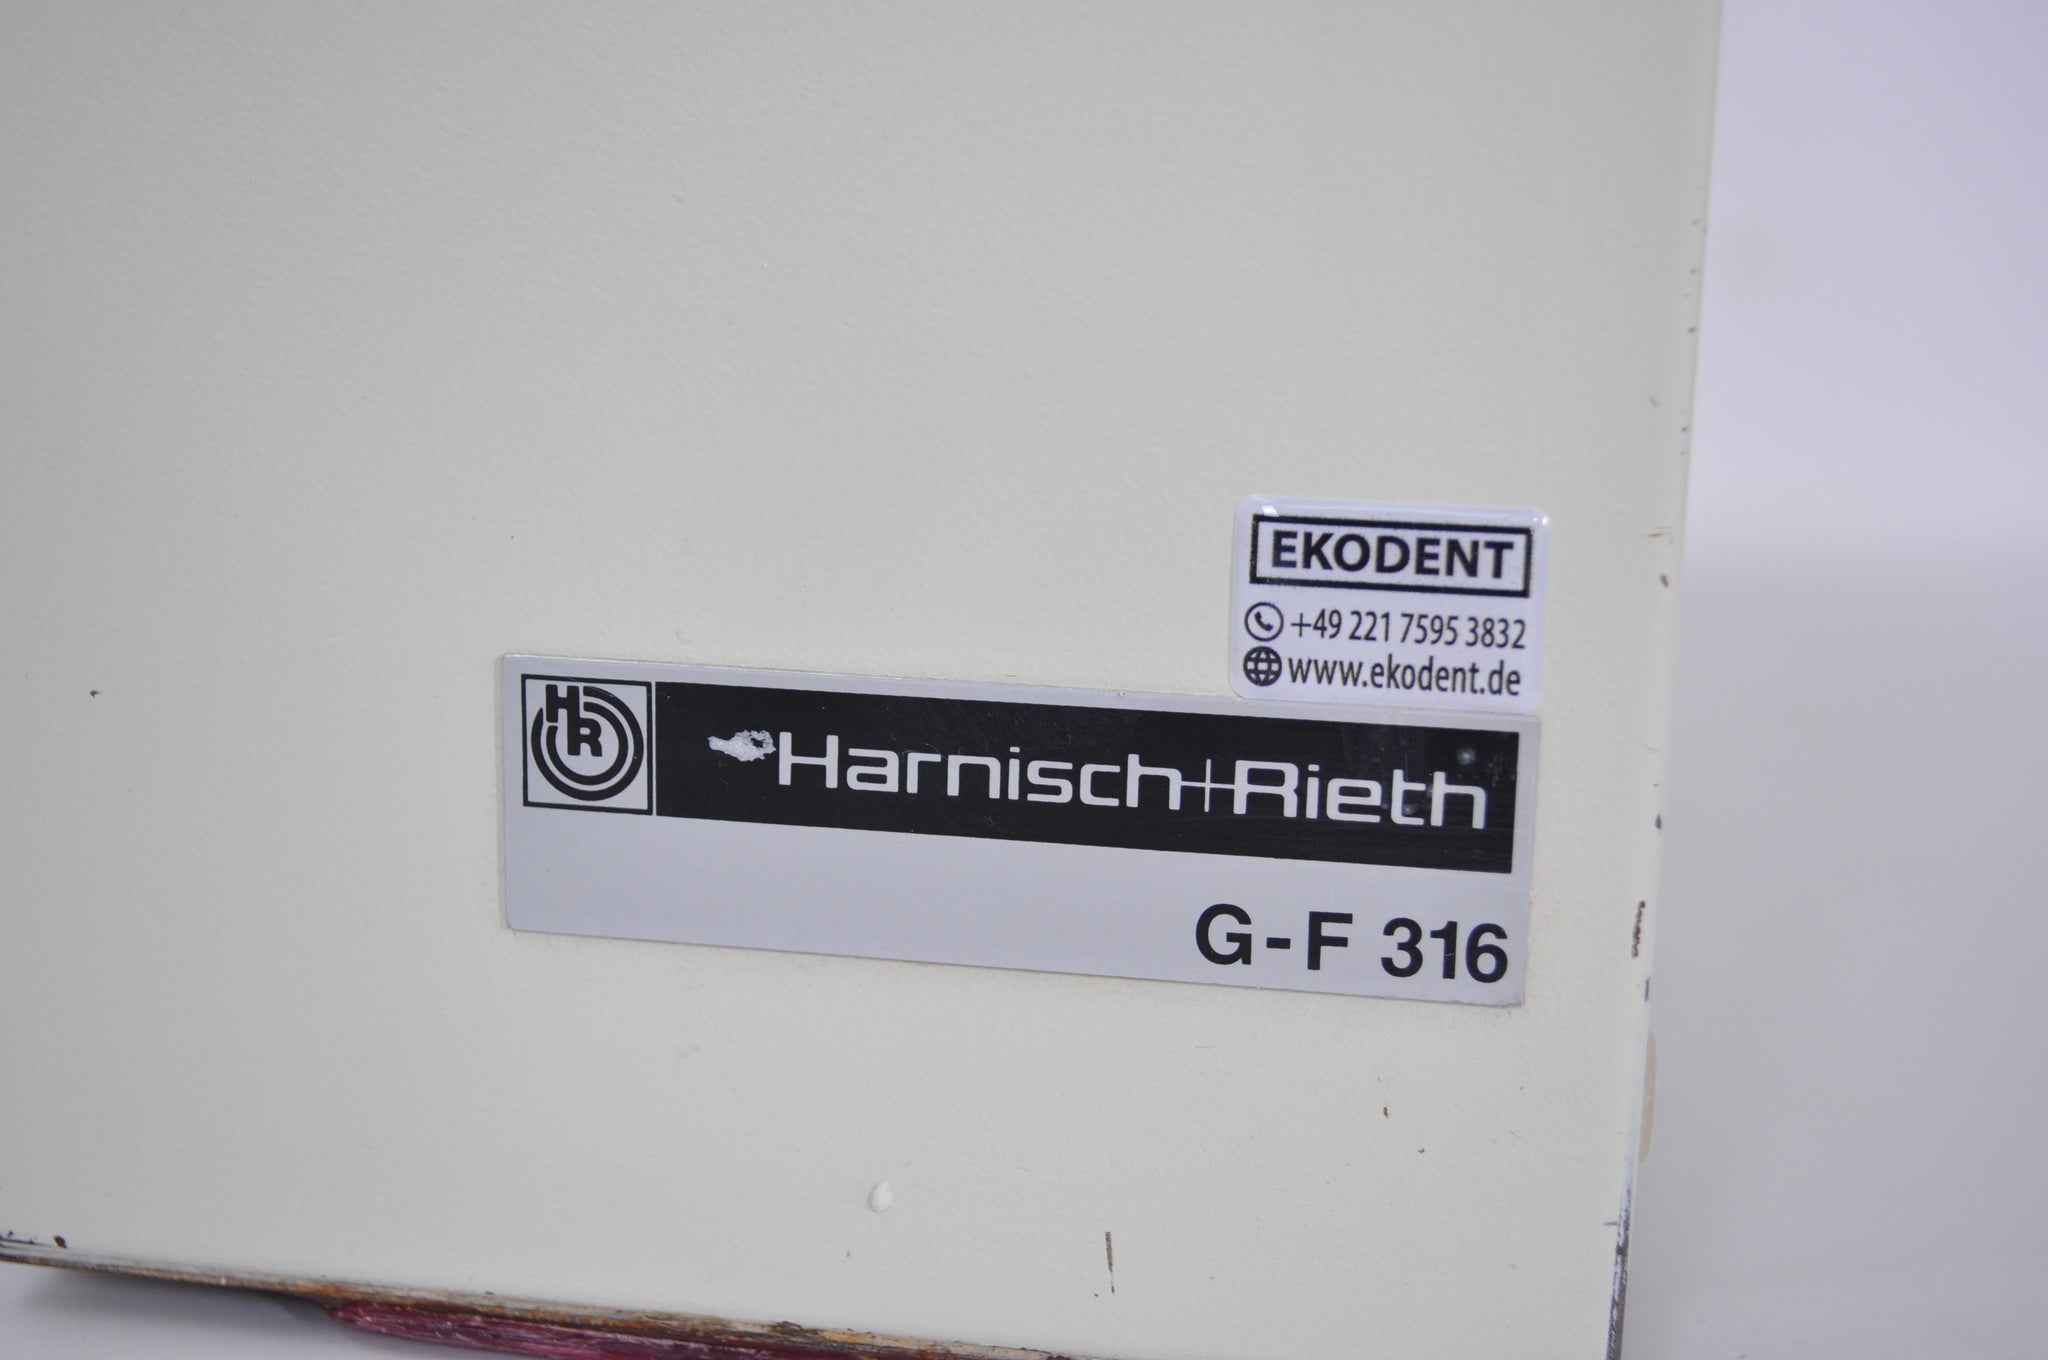 EKODENT
+49 221 7595 3832
www.ekodent.de
HR
Harnisch+Rieth
G-F 316